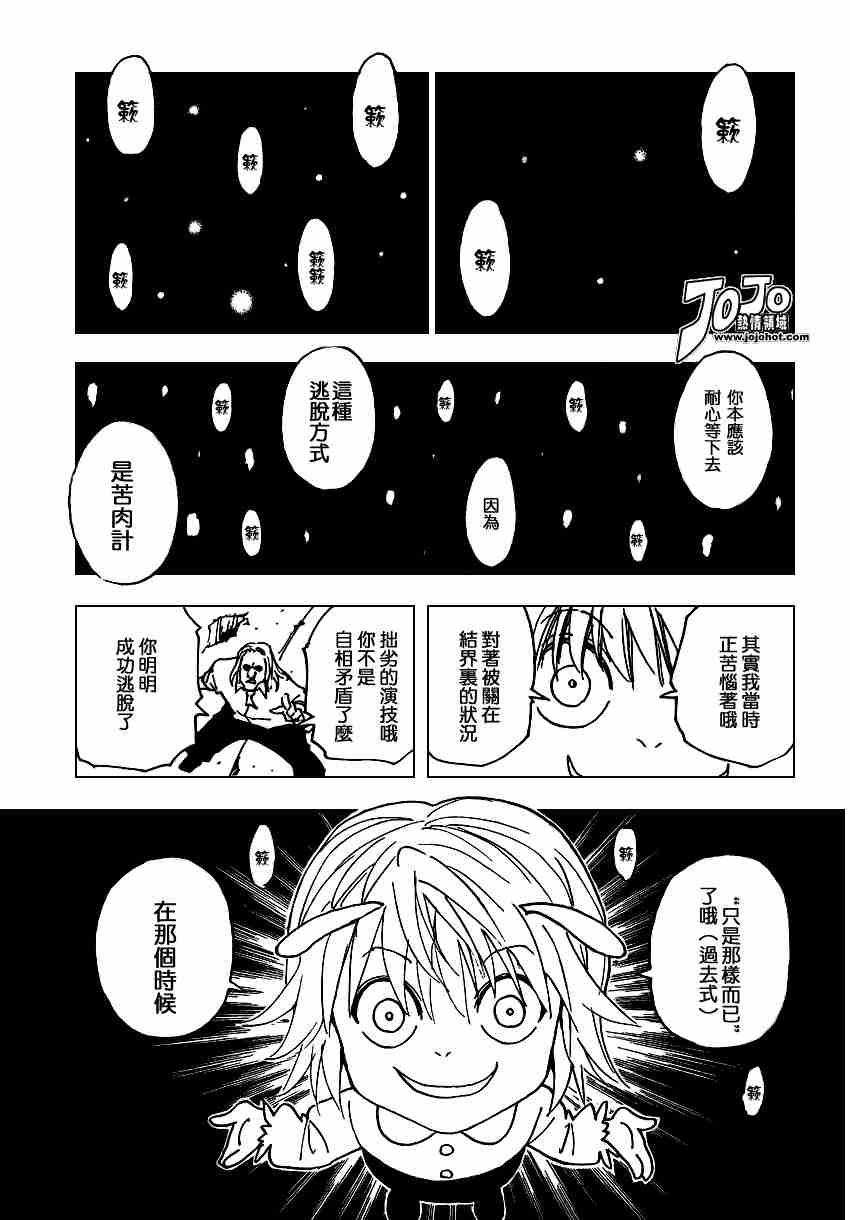 簌
簌
簌
簌
簌
簌
簌簌
JOJO
熱情領域
www.jojohot.com
你本應該
耐心等下去
簌
簌
因為
簌
這種
逃脫方式
簌
簌
是苦肉計
其實我當時
正苦惱著哦
對著被關在
結界裏的狀況
拙劣的演技哦
你不是
自相矛盾了麼
你明明
成功逃脫了
簌
“只是那樣而已”
了哦（過去式）
簌
簌
在那個時候